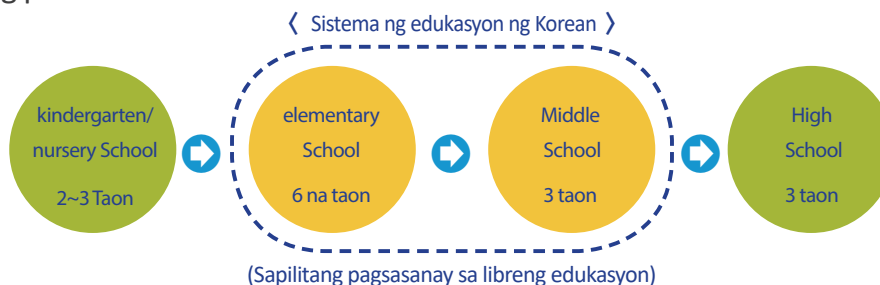 〈 Sistema ng edukasyon ng Korean 〉
kindergarten/
nursery School
2~3 Taon
elementary
School
6 na taon
Middle
School
3 taon
High
School
3 taon
(Sapilitang pagsasanay sa libreng edukasyon)